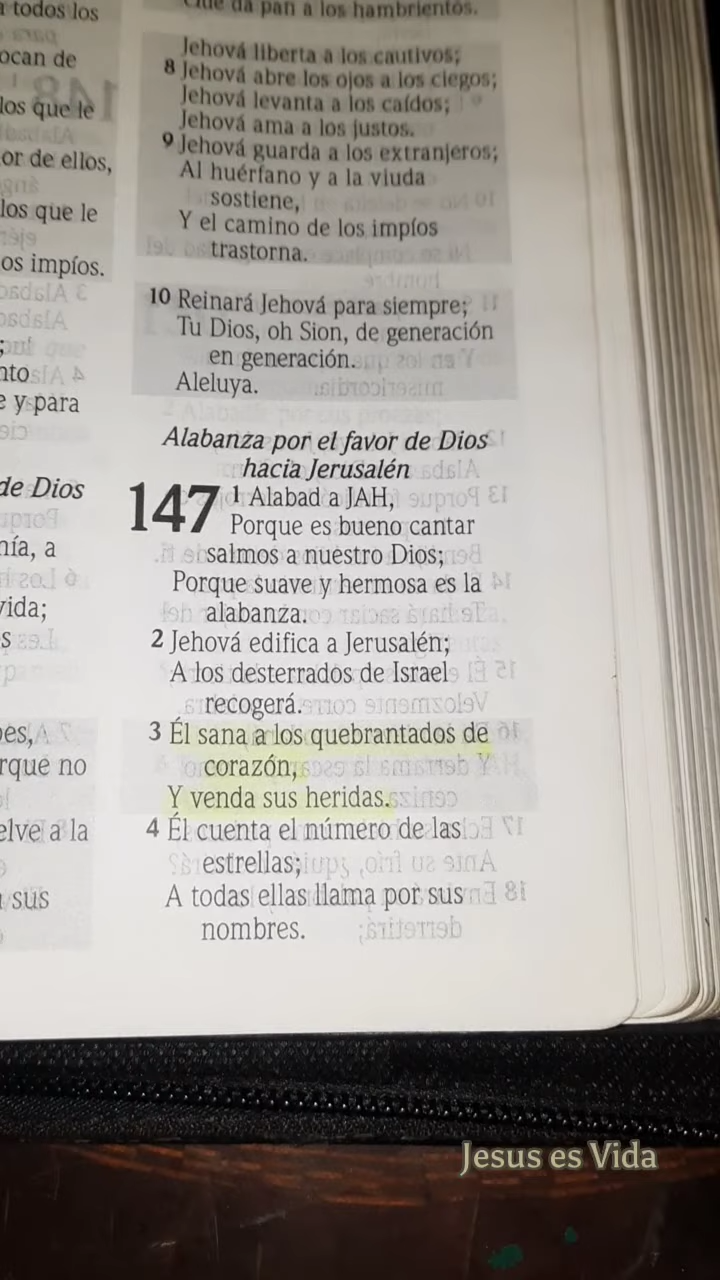 a todos los
ocan de
los que le
or de ellos,
los que le
os impíos.
nto
e y para
de Dios
nía, a
vida;
s
es,
rque no
elve a la
sus
Que da pan a los hambrientos.
Jehová liberta a los cautivos;
8 Jehová abre los ojos a los ciegos;
Jehová levanta a los caídos;
Jehová ama a los justos.
9 Jehová guarda a los extranjeros;
Al huérfano y a la viuda
sostiene,
Y el camino de los impíos
trastorna.
10 Reinará Jehová para siempre;
Tu Dios, oh Sion, de generación
en generación.
Aleluya.
Alabanza por el favor de Dios
hacia Jerusalén
147 1 Alabad a JAH,
Porque es bueno cantar
salmos a nuestro Dios;
Porque suave y hermosa es la
alabanza.
2 Jehová edifica a Jerusalén;
A los desterrados de Israel
recogerá.
3 Él sana a los quebrantados de
corazón,
Y venda sus heridas.
4 Él cuenta el número de las
estrellas;
A todas ellas llama por sus
nombres.
Jesus es Vida